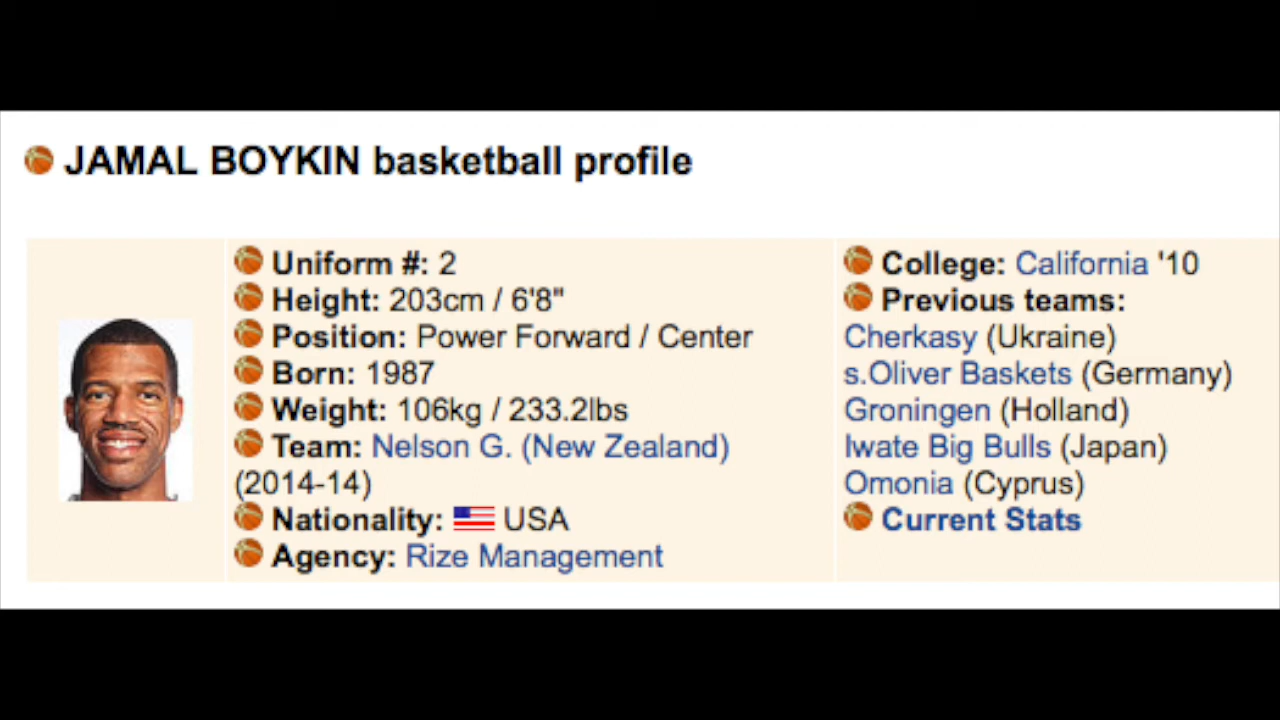 JAMAL BOYKIN basketball profile
Uniform #: 2
Height: 203cm / 6'8"
Position: Power Forward / Center
Born: 1987
Weight: 106kg / 233.2lbs
Team: Nelson G. (New Zealand)
(2014-14)
Nationality: USA
Agency: Rize Management
College: California '10
Previous teams:
Cherkasy (Ukraine)
s.Oliver Baskets (Germany)
Groningen (Holland)
Iwate Big Bulls (Japan)
Omonia (Cyprus)
Current Stats